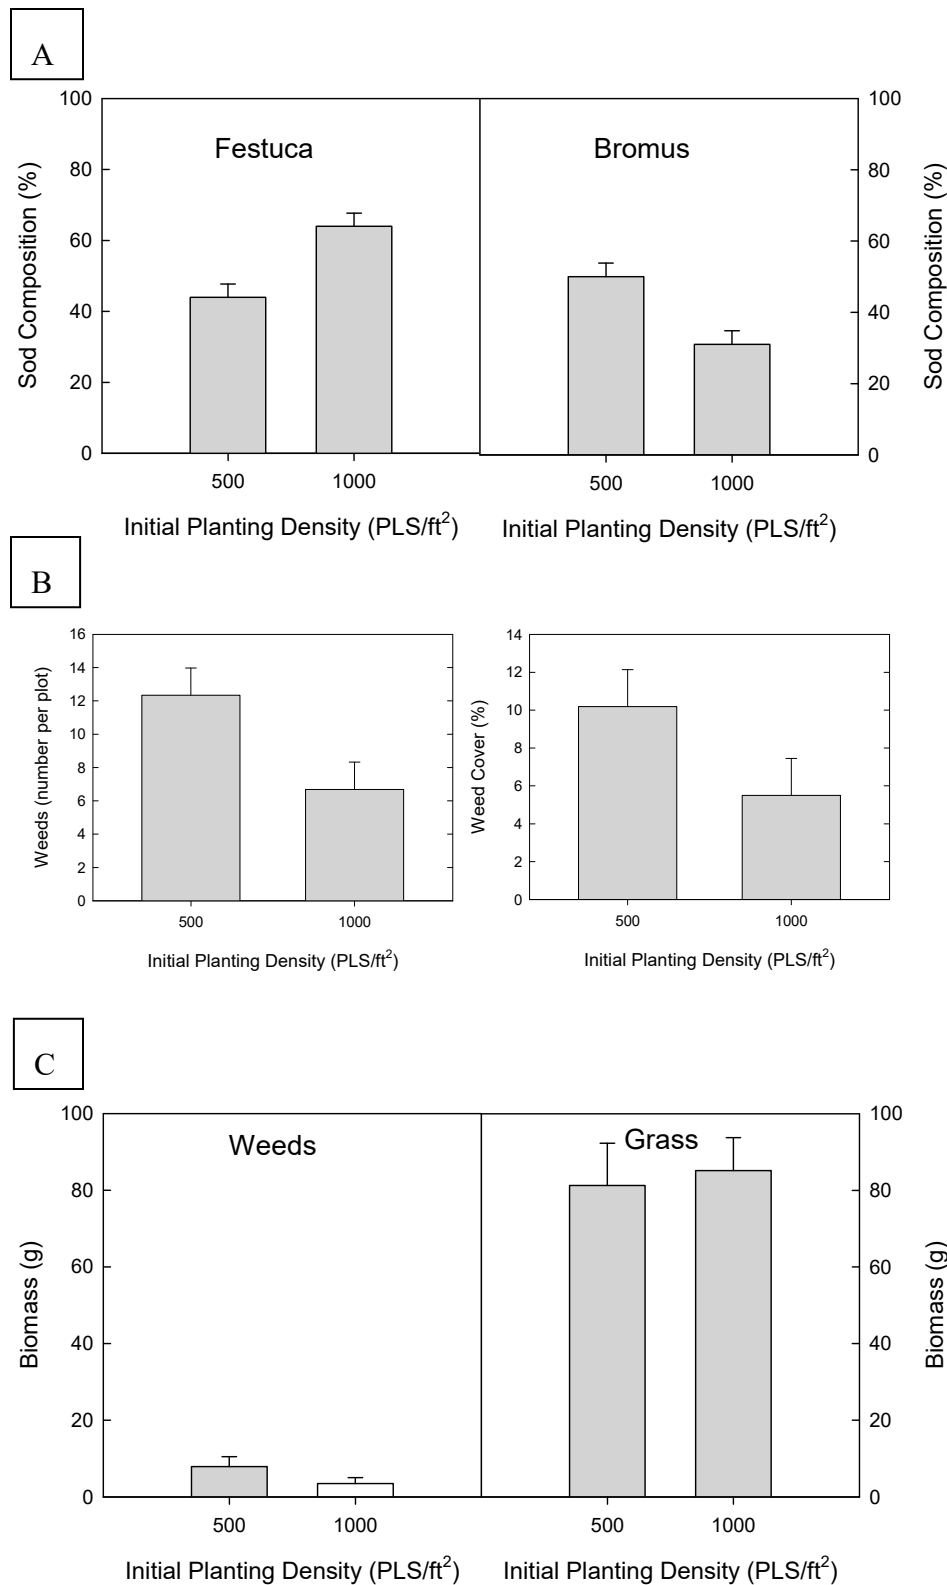 A
Festuca
Bromus
Sod Composition (%)
100
80
60
40
20
0
500
1000
Initial Planting Density (PLS/ft²)
500
1000
Initial Planting Density (PLS/ft²)
100
80
60
40
20
0
Sod Composition (%)
B
Weeds (number per plot)
16
14
12
10
8
6
4
2
0
500
1000
Initial Planting Density (PLS/ft²)
Weed Cover (%)
14
12
10
8
6
4
2
0
500
1000
Initial Planting Density (PLS/ft²)
C
Weeds
Grass
Biomass (g)
100
80
60
40
20
0
500
1000
Initial Planting Density (PLS/ft²)
500
1000
Initial Planting Density (PLS/ft²)
100
80
60
40
20
0
Biomass (g)